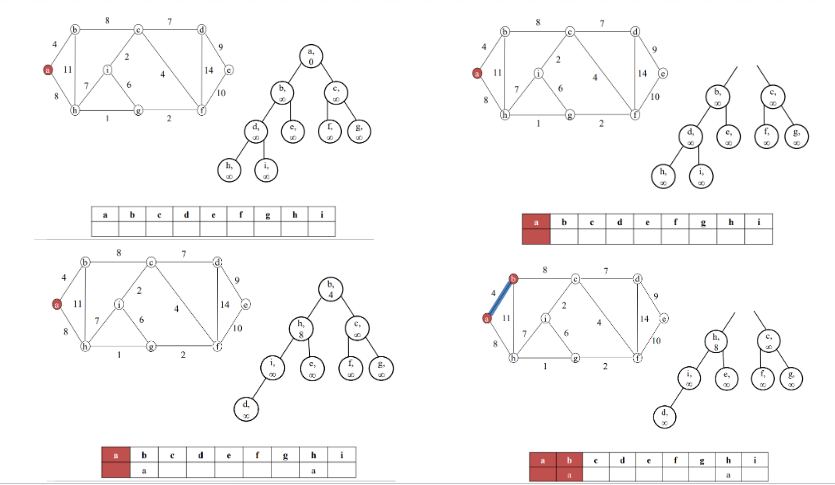 8 7
b c d
4 9
2
a 11 i 14 e
7 6 4
8 10
h g f
1 2
a, 0
b, ∞ c, ∞
d, ∞ e, ∞ f, ∞ g, ∞
h, ∞ i, ∞
a b c d e f g h i
8 7
b c d
4 9
2
a 11 i 14 e
7 6 4
8 10
h g f
1 2
b, ∞ c, ∞
d, ∞ e, ∞ f, ∞ g, ∞
h, ∞ i, ∞
a b c d e f g h i
8 7
b c d
4 9
2
a 11 i 14 e
7 6 4
8 10
h g f
1 2
b, 4
h, 8 c, ∞
i, ∞ e, ∞ f, ∞ g, ∞
d, ∞
a b c d e f g h i
a a
8 7
b c d
4 9
2
a 11 i 14 e
7 6 4
8 10
h g f
1 2
h, 8 c, ∞
i, ∞ e, ∞ f, ∞ g, ∞
d, ∞
a b c d e f g h i
a a